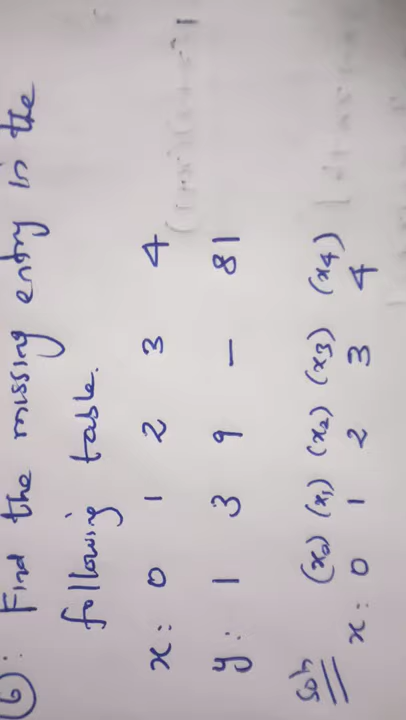 6: Find the missing entry in the
following table.
x: 0 1 2 3 4
y: 1 3 9 — 81
Soln (x0) (x1) (x2) (x3) (x4)
x: 0 1 2 3 4